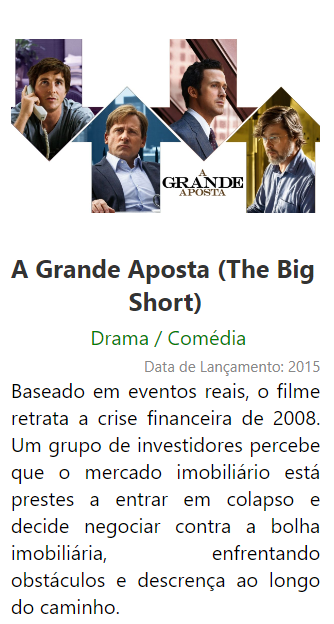 A
GRANDE
APOSTA
A Grande Aposta (The Big
Short)
Drama / Comédia
Data de Lançamento: 2015
Baseado em eventos reais, o filme
retrata a crise financeira de 2008.
Um grupo de investidores percebe
que o mercado imobiliário está
prestes a entrar em colapso e
decide negociar contra a bolha
imobiliária, enfrentando
obstáculos e descrença ao longo
do caminho.